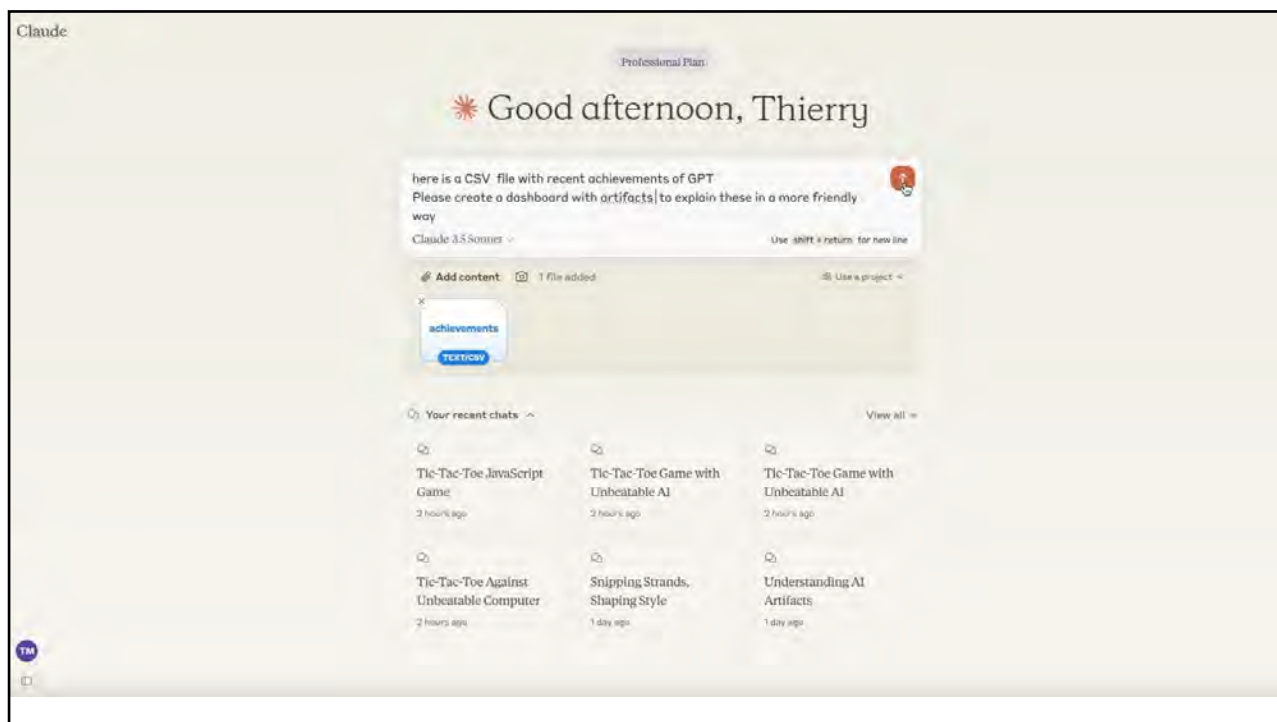 Claude
Professional Plan
Good afternoon, Thierry
here is a CSV file with recent achievements of GPT
Please create a dashboard with artifacts to explain these in a more friendly
way
Claude 3.5 Sonnet
Use shift + return for new line
Add content 1 file added
Use a project
achievements
TEXT/CSV
Your recent chats
View all
Tic-Tac-Toe JavaScript
Game
2 hours ago
Tic-Tac-Toe Game with
Unbeatable AI
2 hours ago
Tic-Tac-Toe Game with
Unbeatable AI
2 hours ago
Tic-Tac-Toe Against
Unbeatable Computer
2 hours ago
Snipping Strands,
Shaping Style
1 day ago
Understanding AI
Artifacts
1 day ago
TM